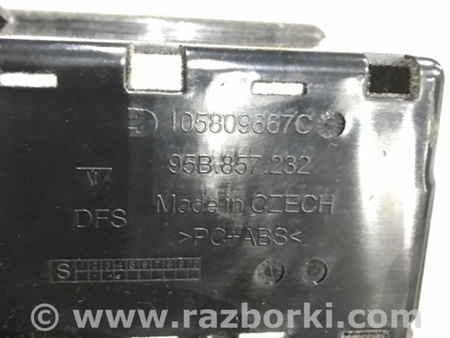 105809667C
95B.857.232
DFS
Made in CZECH
>PC+ABS<
S
© www.razborki.com